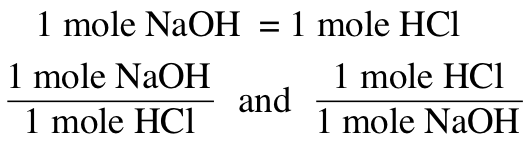 1 mole NaOH = 1 mole HCl
1 mole NaOH
1 mole HCl
and
1 mole HCl
1 mole NaOH